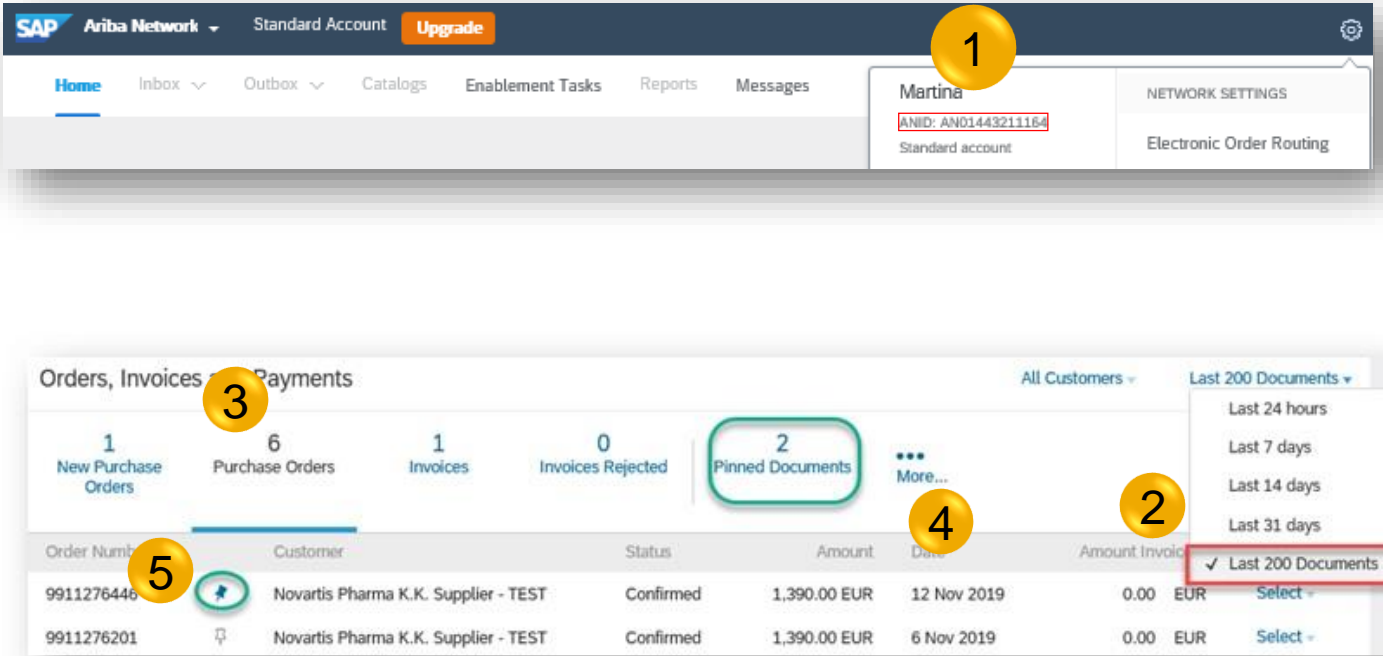 SAP Ariba Network Standard Account Upgrade
1
Home Inbox Outbox Catalogs Enablement Tasks Reports Messages
Martina
ANID: AN01443211164
Standard account
NETWORK SETTINGS
Electronic Order Routing
Orders, Invoices Payments
All Customers
Last 200 Documents
3
1
New Purchase
Orders
6
Purchase Orders
1
Invoices
0
Invoices Rejected
2
Pinned Documents
More...
Last 24 hours
Last 7 days
Last 14 days
Last 31 days
✓ Last 200 Documents
2
4
5
Order Customer Status Amount Date Amount
9911276446 Novartis Pharma K.K. Supplier - TEST Confirmed 1,390.00 EUR 12 Nov 2019 0.00 EUR Select
9911276201 Novartis Pharma K.K. Supplier - TEST Confirmed 1,390.00 EUR 6 Nov 2019 0.00 EUR Select